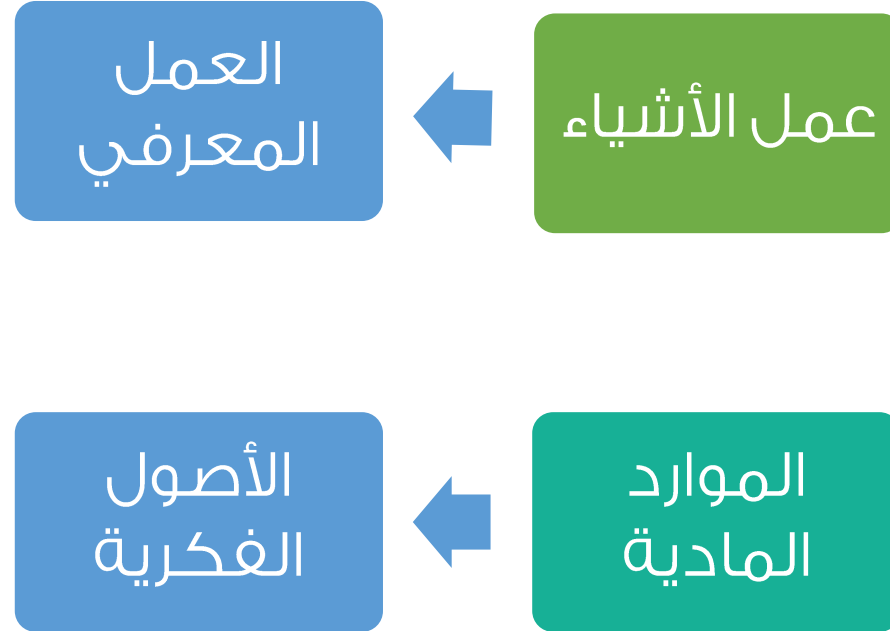 عمل الأشياء
العمل
المعرفي
الموارد
المادية
الأصول
الفكرية